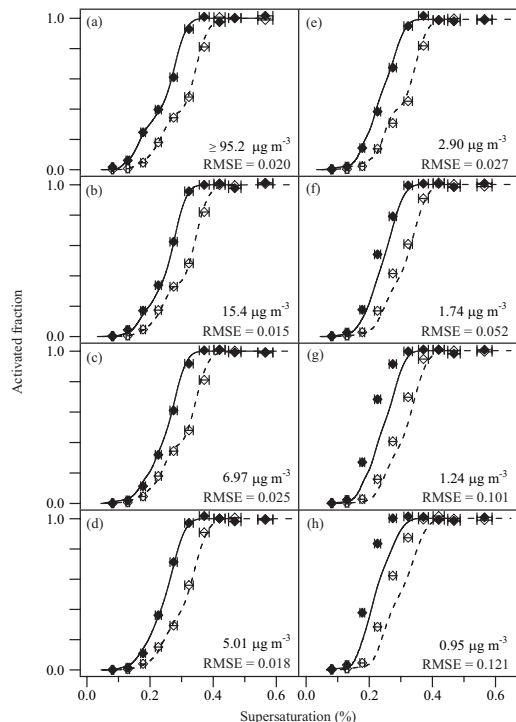 Activated fraction
1.0
0.0
(a)
≥ 95.2 µg m⁻³
RMSE = 0.020
1.0
0.0
(b)
15.4 µg m⁻³
RMSE = 0.015
1.0
0.0
(c)
6.97 µg m⁻³
RMSE = 0.025
1.0
0.0
(d)
5.01 µg m⁻³
RMSE = 0.018
(e)
2.90 µg m⁻³
RMSE = 0.027
(f)
1.74 µg m⁻³
RMSE = 0.052
(g)
1.24 µg m⁻³
RMSE = 0.101
(h)
0.95 µg m⁻³
RMSE = 0.121
0.0 0.2 0.4 0.6 0.0 0.2 0.4 0.6
Supersaturation (%)